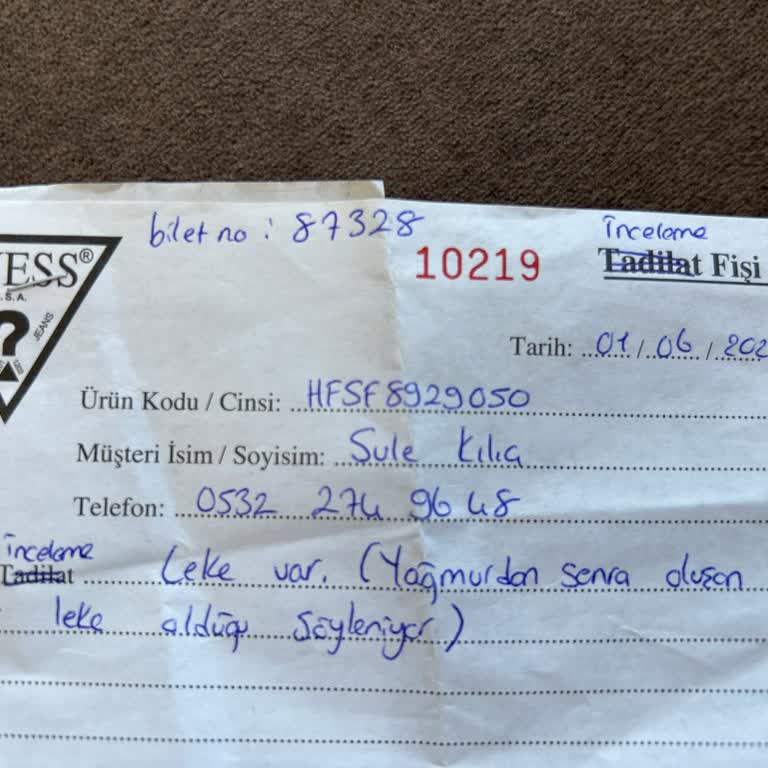 bilet no : 87328
10219
İnceleme
Tadilat Fişi
ESS®
.S.A.
?
JEANS
Tarih: 01 / 06 / 202
Ürün Kodu / Cinsi: HFSF8929050
Müşteri İsim / Soyisim: Şule Kılıç
Telefon: 0532 274 96 48
İnceleme
Tadilat Leke var. (Yağmurdan sonra oluşan
leke olduğu söyleniyor.)